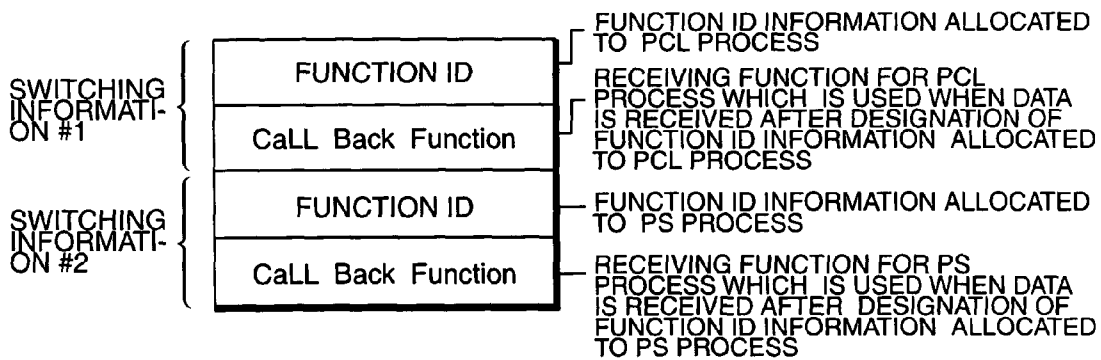 SWITCHING
INFORMATI-
ON #1
FUNCTION ID
CaLL Back Function
FUNCTION ID INFORMATION ALLOCATED
TO PCL PROCESS
RECEIVING FUNCTION FOR PCL
PROCESS WHICH IS USED WHEN DATA
IS RECEIVED AFTER DESIGNATION OF
FUNCTION ID INFORMATION ALLOCATED
TO PCL PROCESS
SWITCHING
INFORMATI-
ON #2
FUNCTION ID
CaLL Back Function
FUNCTION ID INFORMATION ALLOCATED
TO PS PROCESS
RECEIVING FUNCTION FOR PS
PROCESS WHICH IS USED WHEN DATA
IS RECEIVED AFTER DESIGNATION OF
FUNCTION ID INFORMATION ALLOCATED
TO PS PROCESS